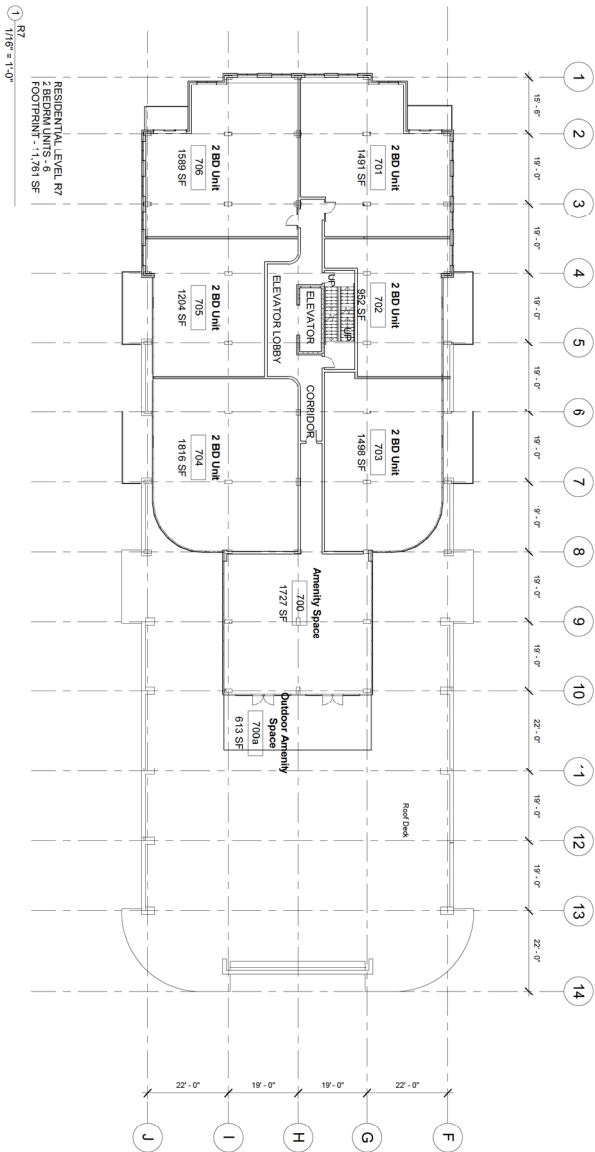 1
R7
1/16" = 1'-0"
RESIDENTIAL LEVEL R7
2 BEDRM UNITS - 6
FOOTPRINT - 11,761 SF
1
2
3
4
5
6
7
8
9
10
11
12
13
14
15' - 6"
19' - 0"
19' - 0"
19' - 0"
19' - 0"
19' - 0"
19' - 0"
19' - 0"
19' - 0"
22' - 0"
19' - 0"
19' - 0"
22' - 0"
2 BD Unit
701
1491 SF
2 BD Unit
706
1589 SF
2 BD Unit
702
952 SF
2 BD Unit
705
1204 SF
UP
UP
ELEVATOR
ELEVATOR LOBBY
CORRIDOR
2 BD Unit
703
1498 SF
2 BD Unit
704
1816 SF
Amenity Space
700
1727 SF
Outdoor Amenity
Space
700a
613 SF
Roof Deck
22' - 0"
19' - 0"
19' - 0"
22' - 0"
J
I
H
G
F